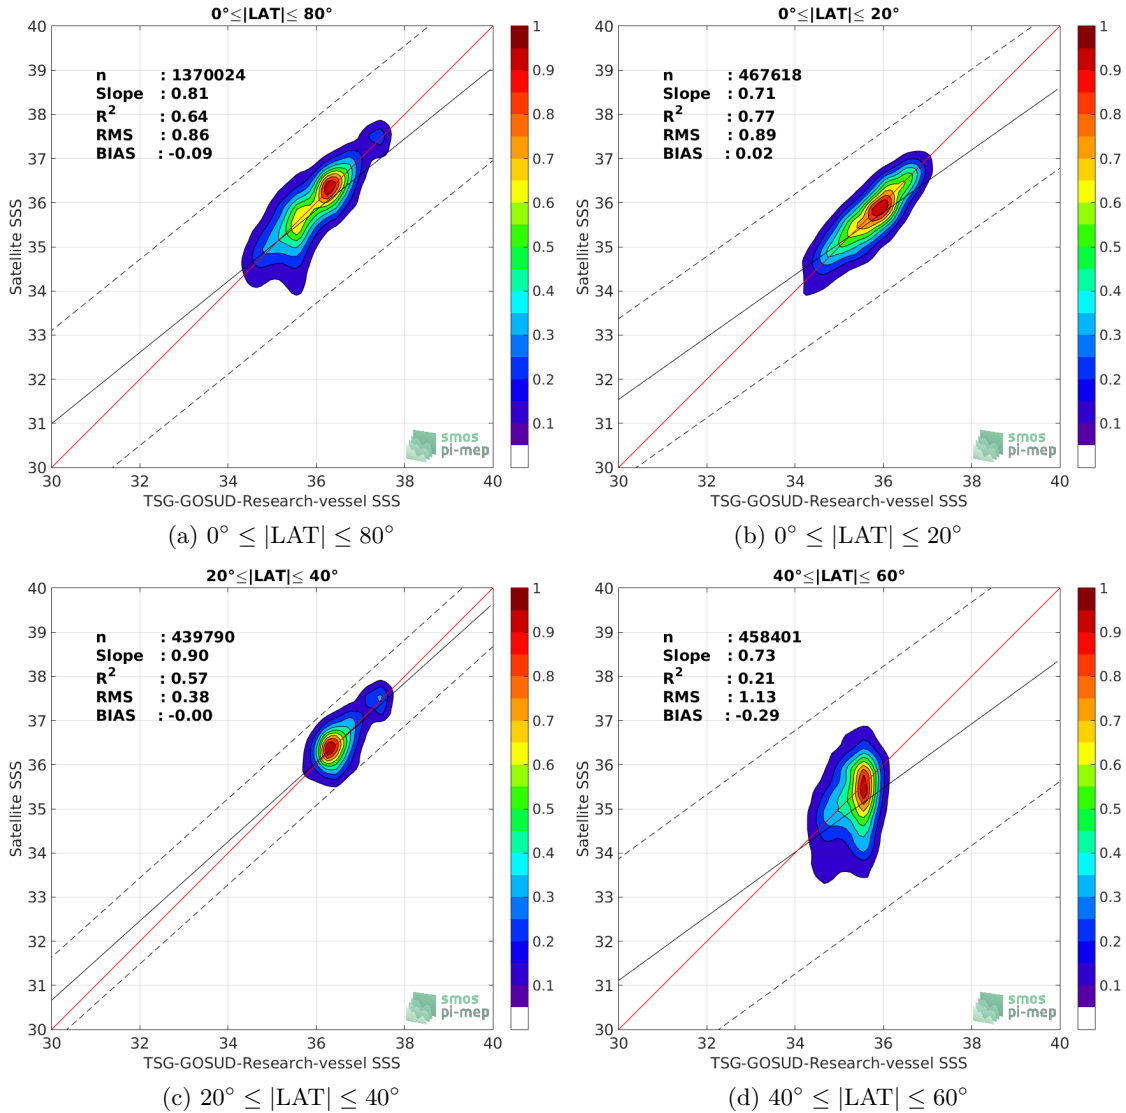 0°≤|LAT|≤ 80°
n : 1370024
Slope : 0.81
R² : 0.64
RMS : 0.86
BIAS : -0.09
40
39
38
37
36
35
34
33
32
31
30
Satellite SSS
30 32 34 36 38 40
TSG-GOSUD-Research-vessel SSS
1
0.9
0.8
0.7
0.6
0.5
0.4
0.3
0.2
0.1
smos
pi-mep
(a) 0° ≤ |LAT| ≤ 80°
0°≤|LAT|≤ 20°
n : 467618
Slope : 0.71
R² : 0.77
RMS : 0.89
BIAS : 0.02
40
39
38
37
36
35
34
33
32
31
30
Satellite SSS
30 32 34 36 38 40
TSG-GOSUD-Research-vessel SSS
1
0.9
0.8
0.7
0.6
0.5
0.4
0.3
0.2
0.1
smos
pi-mep
(b) 0° ≤ |LAT| ≤ 20°
20°≤|LAT|≤ 40°
n : 439790
Slope : 0.90
R² : 0.57
RMS : 0.38
BIAS : -0.00
40
39
38
37
36
35
34
33
32
31
30
Satellite SSS
30 32 34 36 38 40
TSG-GOSUD-Research-vessel SSS
1
0.9
0.8
0.7
0.6
0.5
0.4
0.3
0.2
0.1
smos
pi-mep
(c) 20° ≤ |LAT| ≤ 40°
40°≤|LAT|≤ 60°
n : 458401
Slope : 0.73
R² : 0.21
RMS : 1.13
BIAS : -0.29
40
39
38
37
36
35
34
33
32
31
30
Satellite SSS
30 32 34 36 38 40
TSG-GOSUD-Research-vessel SSS
1
0.9
0.8
0.7
0.6
0.5
0.4
0.3
0.2
0.1
smos
pi-mep
(d) 40° ≤ |LAT| ≤ 60°